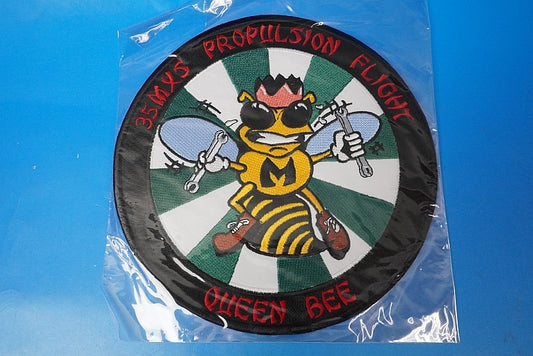 35MXS PROPULSION FLIGHT
M
QUEEN BEE